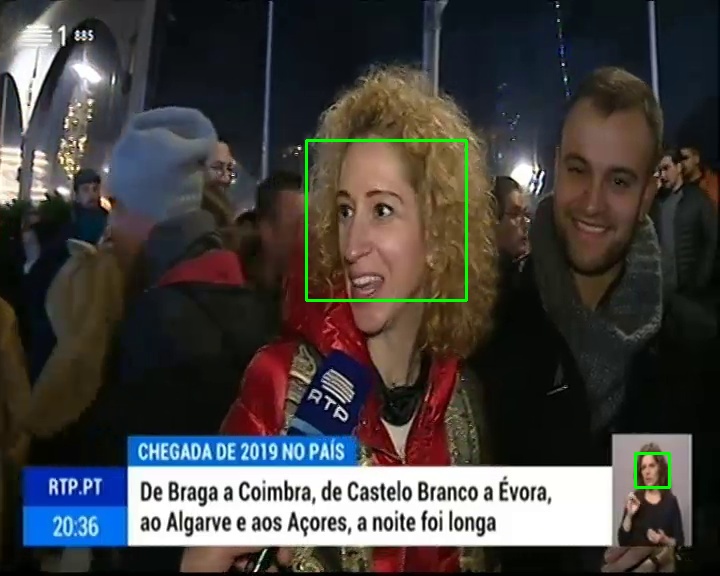 1 885
RTP
CHEGADA DE 2019 NO PAÍS
RTP.PT
De Braga a Coimbra, de Castelo Branco a Évora,
20:36
ao Algarve e aos Açores, a noite foi longa